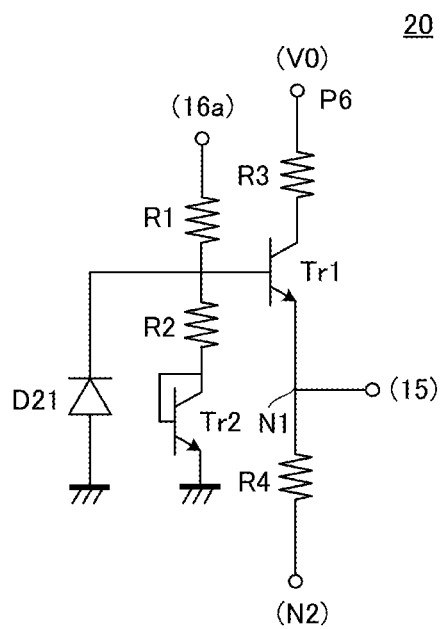 20
(V0)
P6
(16a)
R3
R1
Tr1
R2
D21
Tr2
N1
(15)
R4
(N2)